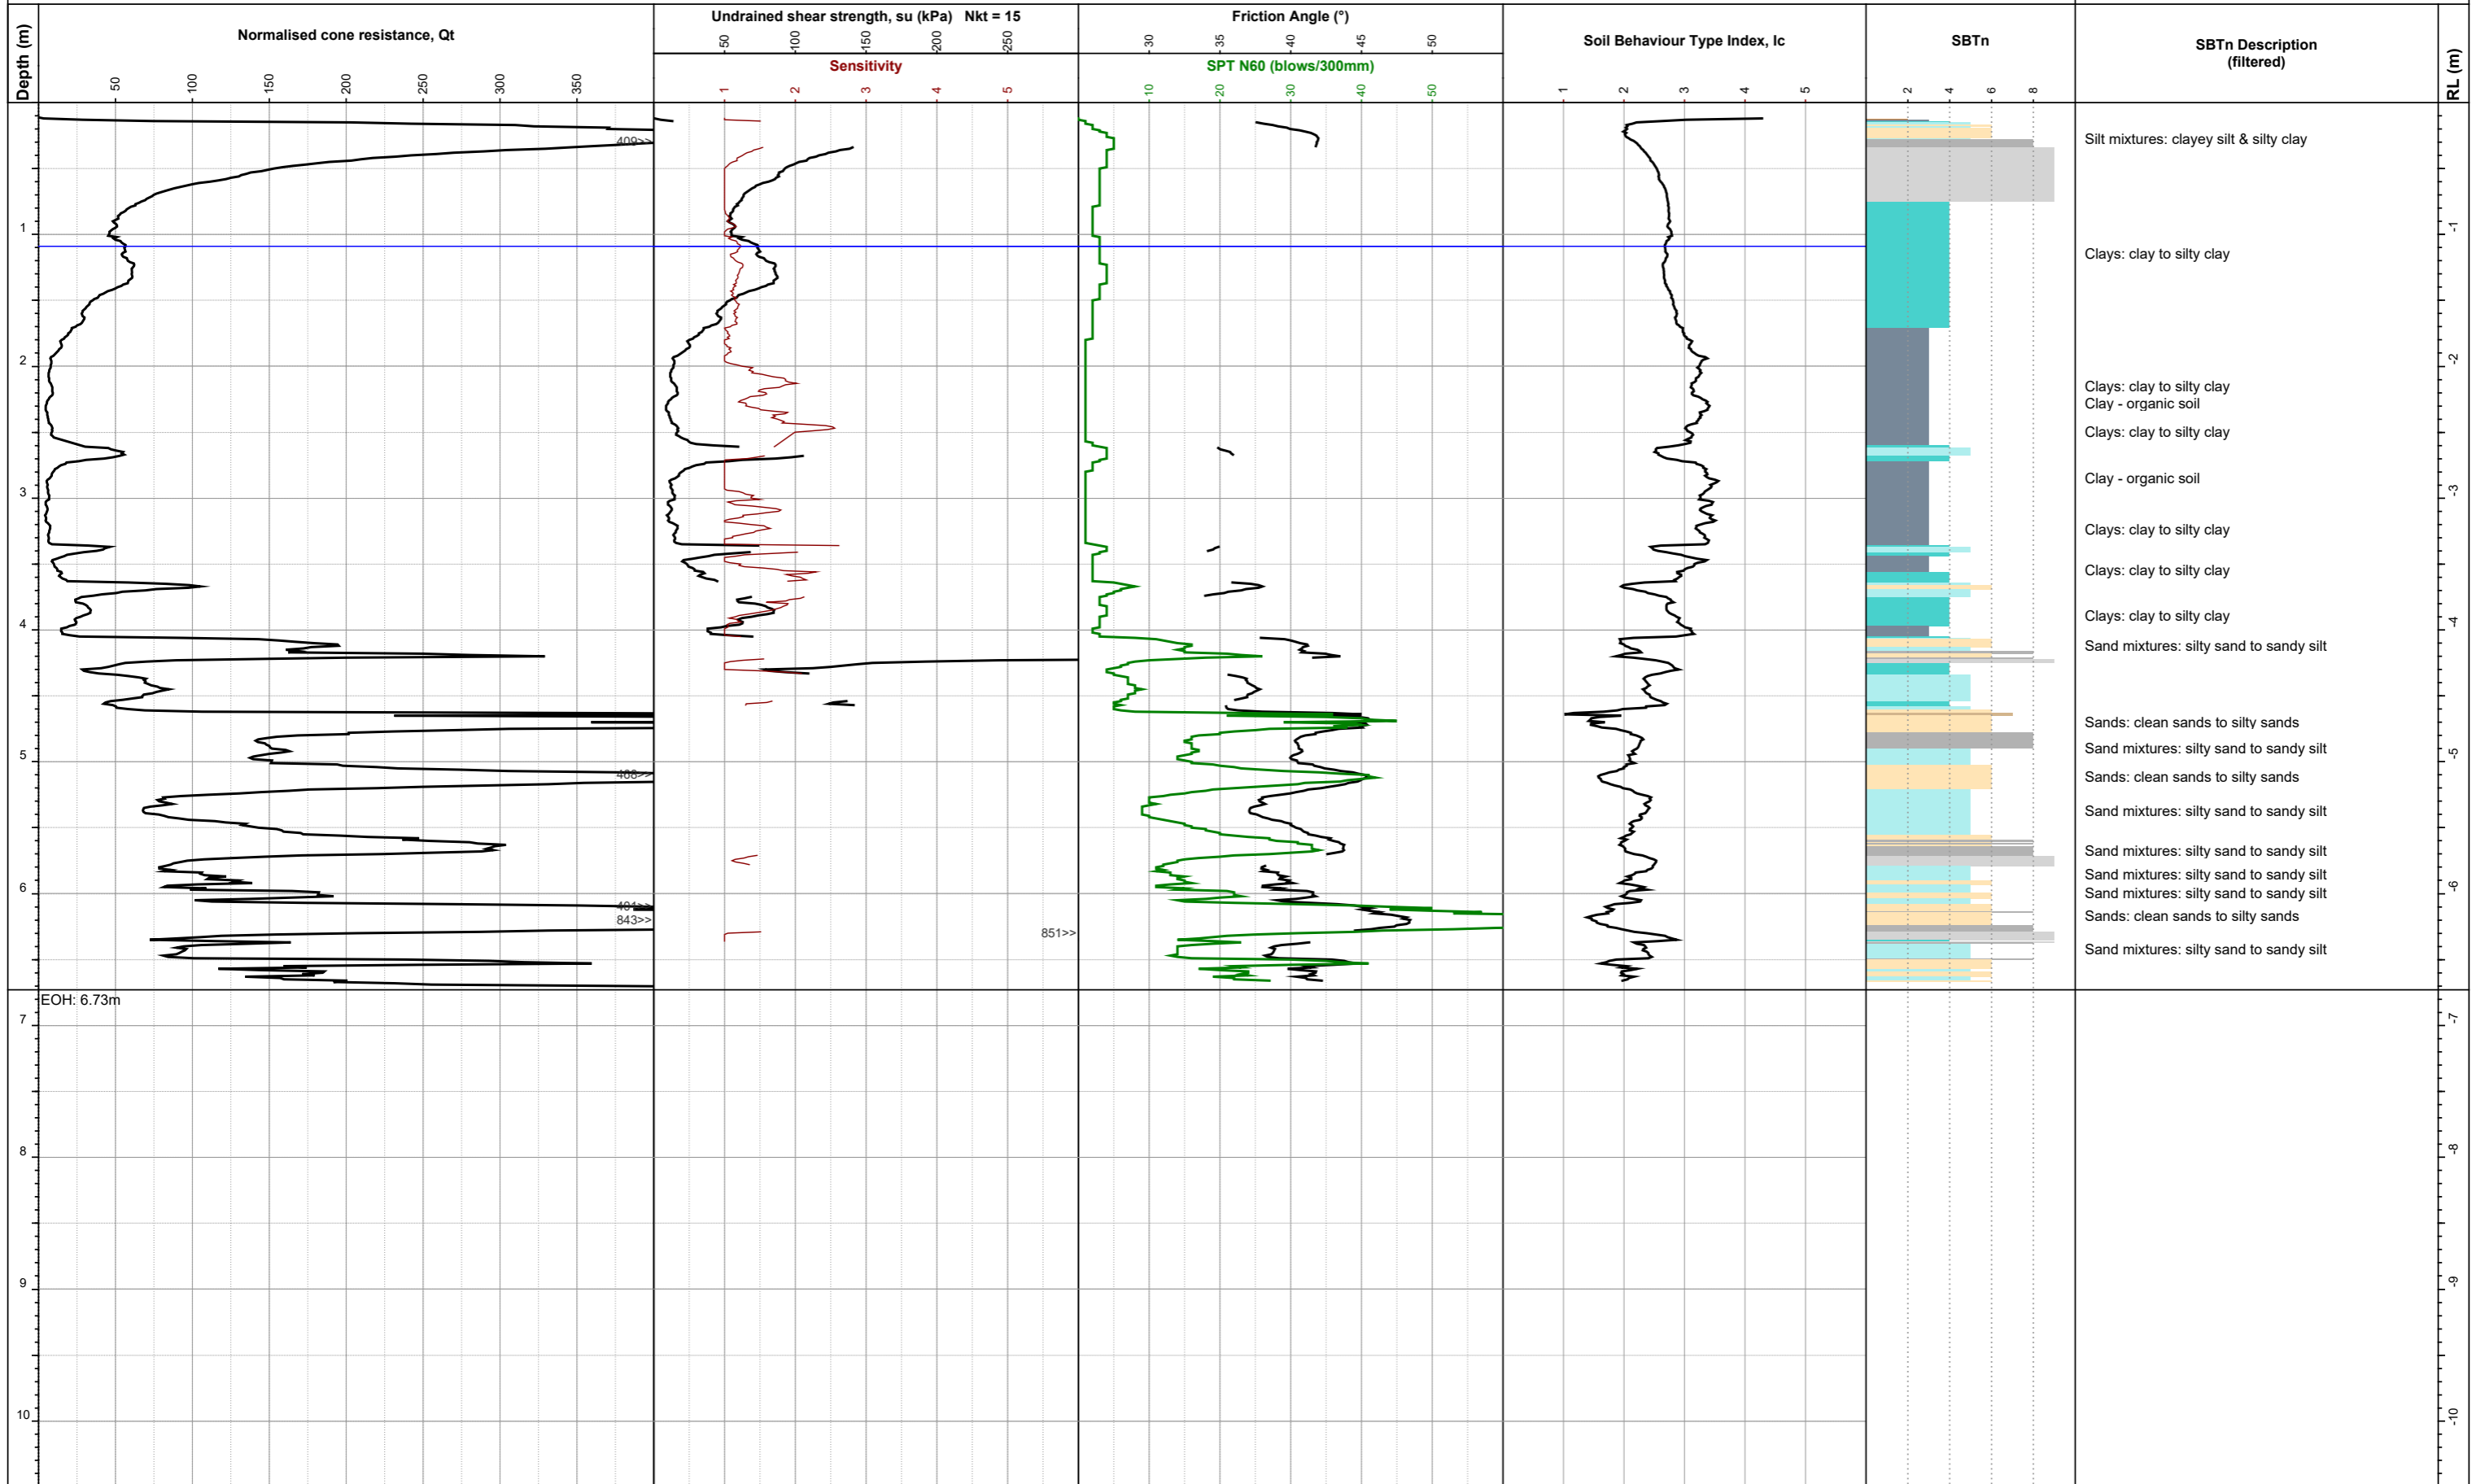 Depth (m)
Normalised cone resistance, Qt
50 100 150 200 250 300 350
Undrained shear strength, su (kPa) Nkt = 15
50 100 150 200 250
Sensitivity
1 2 3 4 5
Friction Angle (°)
30 35 40 45 50
SPT N60 (blows/300mm)
10 20 30 40 50
Soil Behaviour Type Index, Ic
1 2 3 4 5
SBTn
2 4 6 8
SBTn Description
(filtered)
RL (m)
409>>
Silt mixtures: clayey silt & silty clay
1 -1
Clays: clay to silty clay
2 -2
Clays: clay to silty clay
Clay - organic soil
Clays: clay to silty clay
Clay - organic soil
3 -3
Clays: clay to silty clay
Clays: clay to silty clay
Clays: clay to silty clay
4 -4
Sand mixtures: silty sand to sandy silt
Sands: clean sands to silty sands
Sand mixtures: silty sand to sandy silt
5 -5
468>>
Sands: clean sands to silty sands
Sand mixtures: silty sand to sandy silt
Sand mixtures: silty sand to sandy silt
Sand mixtures: silty sand to sandy silt
6 -6
Sand mixtures: silty sand to sandy silt
401>>
843>>
Sands: clean sands to silty sands
851>>
Sand mixtures: silty sand to sandy silt
EOH: 6.73m
7 -7
8 -8
9 -9
10 -10